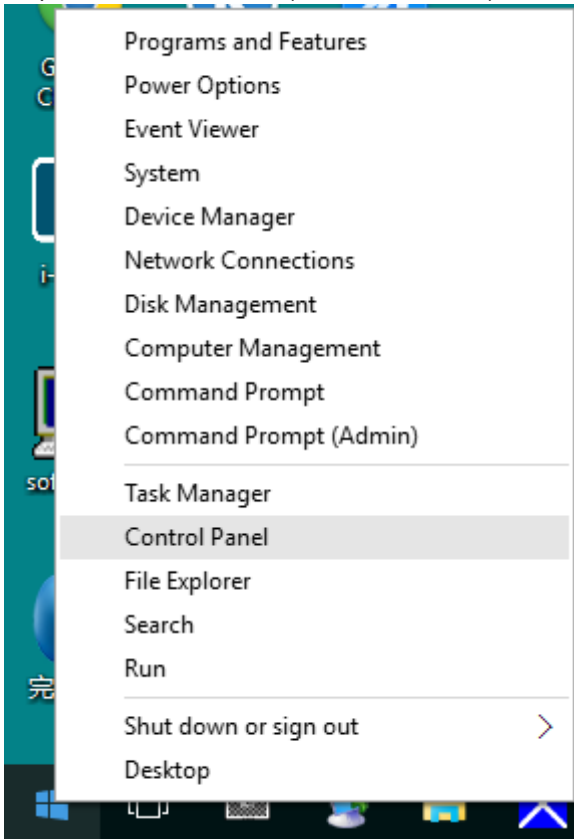 Programs and Features
Power Options
Event Viewer
System
Device Manager
Network Connections
Disk Management
Computer Management
Command Prompt
Command Prompt (Admin)
Task Manager
Control Panel
File Explorer
Search
Run
Shut down or sign out
Desktop